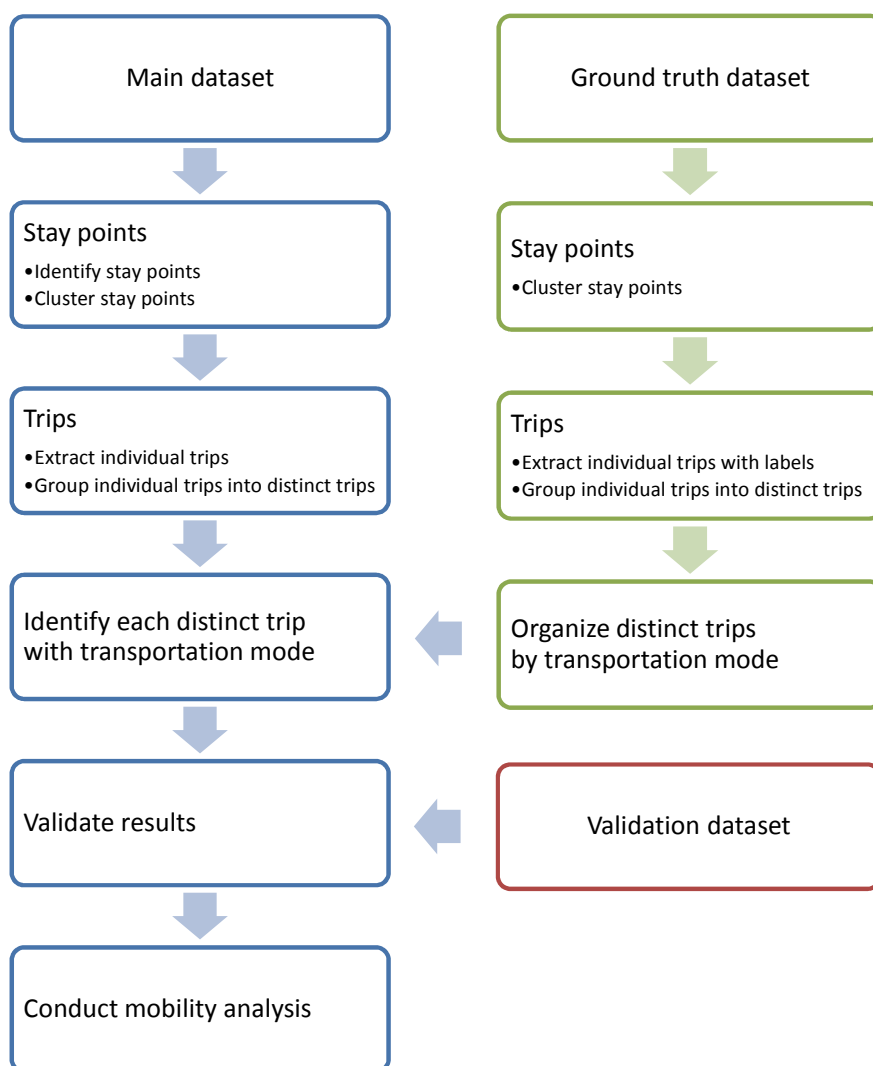 Main dataset
Ground truth dataset
Stay points
•Identify stay points
•Cluster stay points
Stay points
•Cluster stay points
Trips
•Extract individual trips
•Group individual trips into distinct trips
Trips
•Extract individual trips with labels
•Group individual trips into distinct trips
Identify each distinct trip
with transportation mode
Organize distinct trips
by transportation mode
Validate results
Validation dataset
Conduct mobility analysis